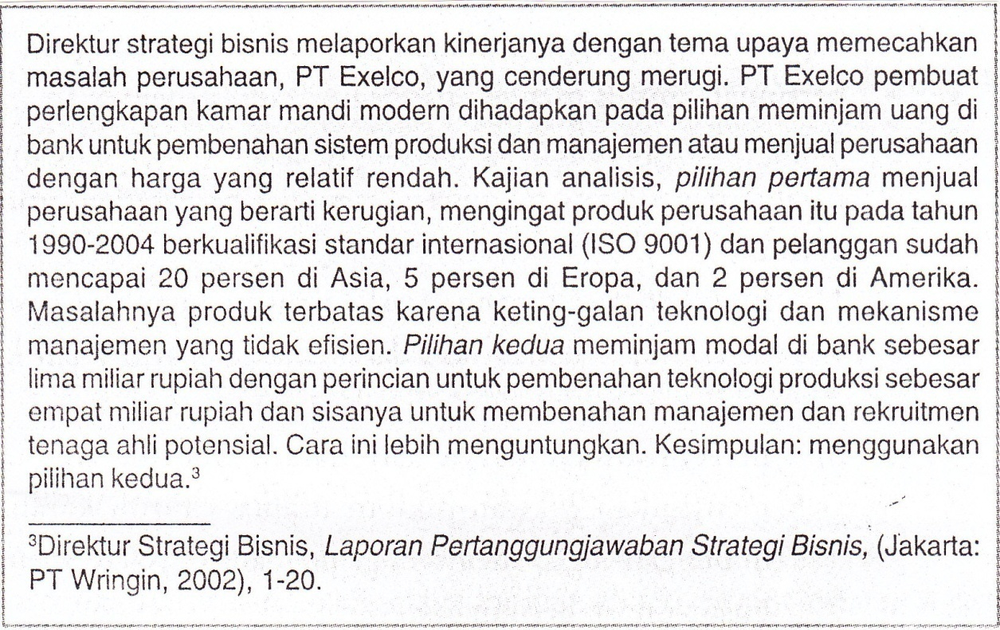 Direktur strategi bisnis melaporkan kinerjanya dengan tema upaya memecahkan
masalah perusahaan, PT Exelco, yang cenderung merugi. PT Exelco pembuat
perlengkapan kamar mandi modern dihadapkan pada pilihan meminjam uang di
bank untuk pembenahan sistem produksi dan manajemen atau menjual perusahaan
dengan harga yang relatif rendah. Kajian analisis, pilihan pertama menjual
perusahaan yang berarti kerugian, mengingat produk perusahaan itu pada tahun
1990-2004 berkualifikasi standar internasional (ISO 9001) dan pelanggan sudah
mencapai 20 persen di Asia, 5 persen di Eropa, dan 2 persen di Amerika.
Masalahnya produk terbatas karena keting-galan teknologi dan mekanisme
manajemen yang tidak efisien. Pilihan kedua meminjam modal di bank sebesar
lima miliar rupiah dengan perincian untuk pembenahan teknologi produksi sebesar
empat miliar rupiah dan sisanya untuk membenahan manajemen dan rekruitmen
tenaga ahli potensial. Cara ini lebih menguntungkan. Kesimpulan: menggunakan
pilihan kedua.³
³Direktur Strategi Bisnis, Laporan Pertanggungjawaban Strategi Bisnis, (Jakarta:
PT Wringin, 2002), 1-20.